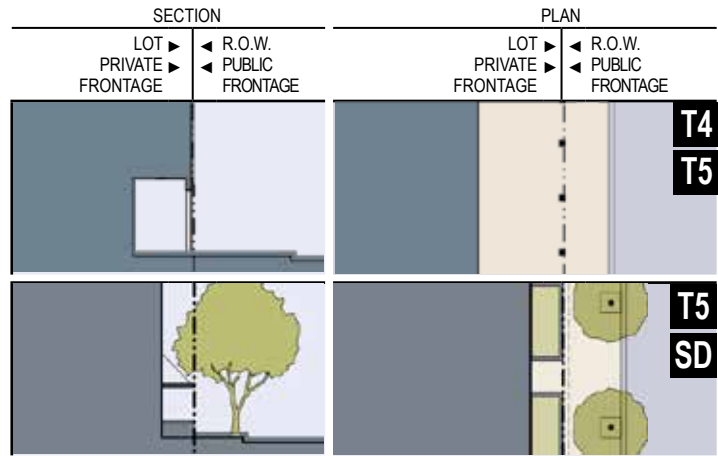 SECTION
PLAN
LOT ► ◄ R.O.W.
PRIVATE ► ◄ PUBLIC
FRONTAGE FRONTAGE
LOT ► ◄ R.O.W.
PRIVATE ► ◄ PUBLIC
FRONTAGE FRONTAGE
T4
T5
T5
SD